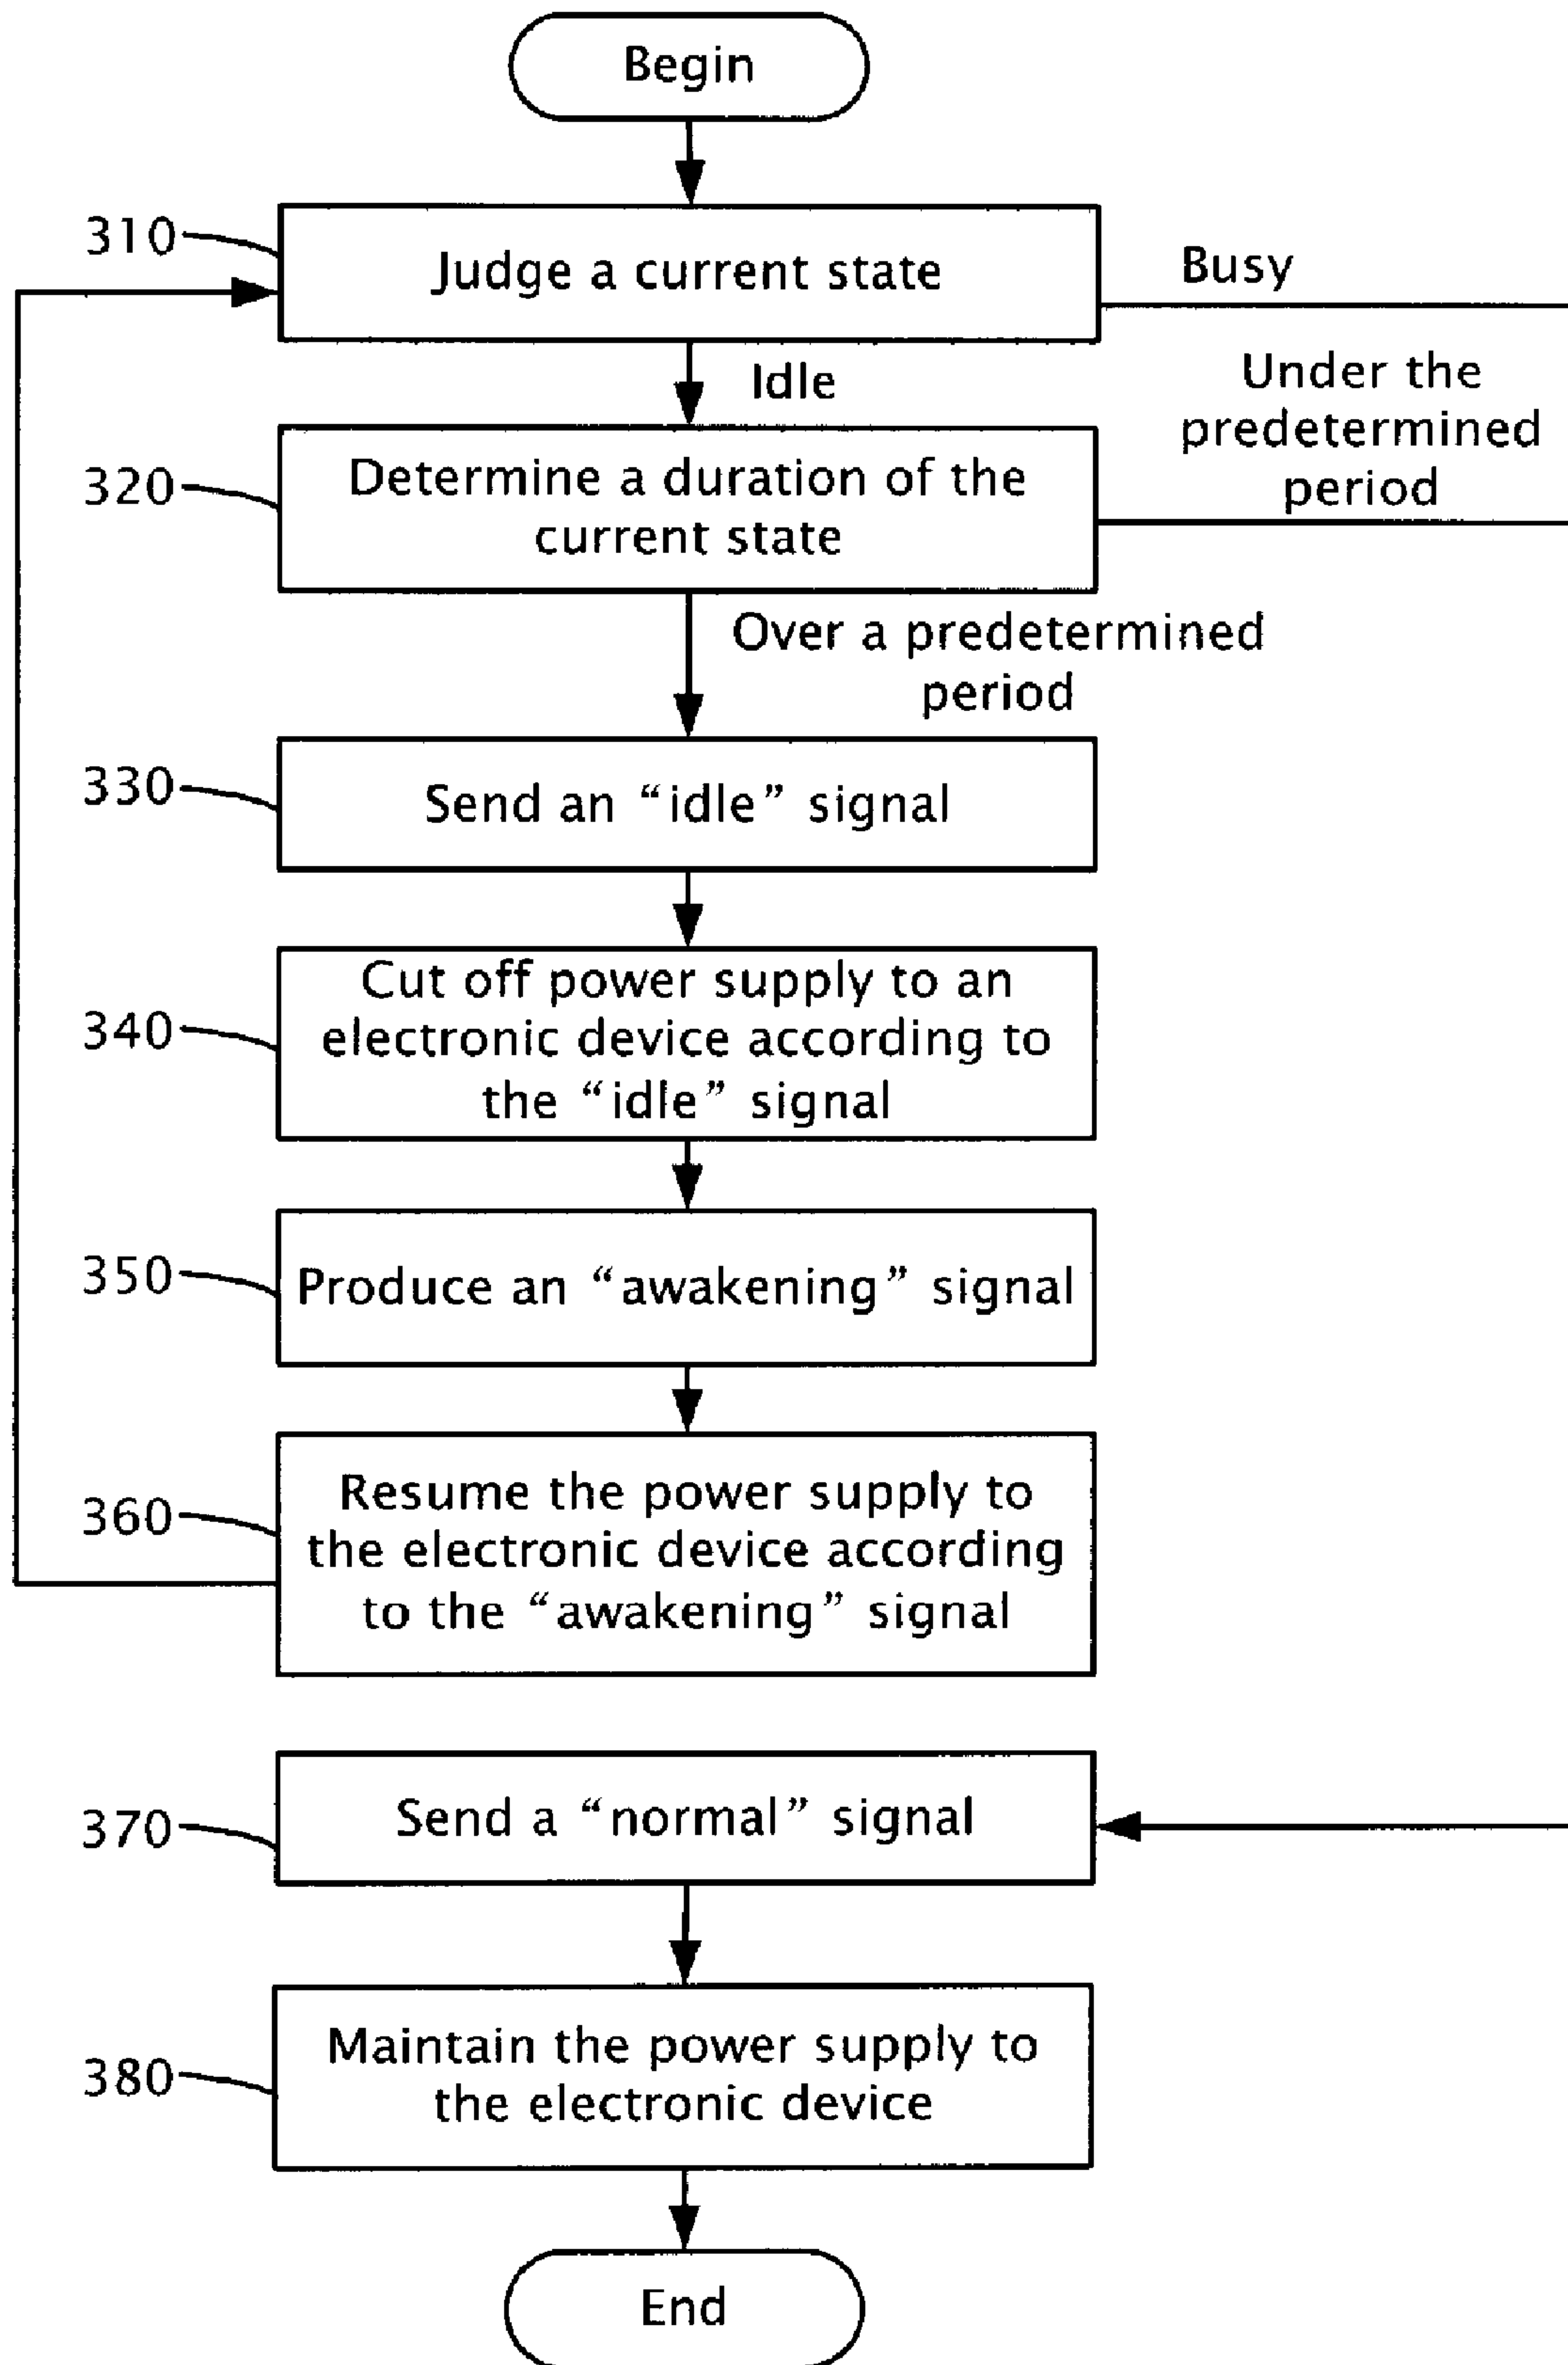 Begin
310
Judge a current state
Busy
Idle
Under the
predetermined
period
320
Determine a duration of the
current state
Over a predetermined
period
330
Send an “idle” signal
340
Cut off power supply to an
electronic device according to
the “idle” signal
350
Produce an “awakening” signal
360
Resume the power supply to
the electronic device according
to the “awakening” signal
370
Send a “normal” signal
380
Maintain the power supply to
the electronic device
End